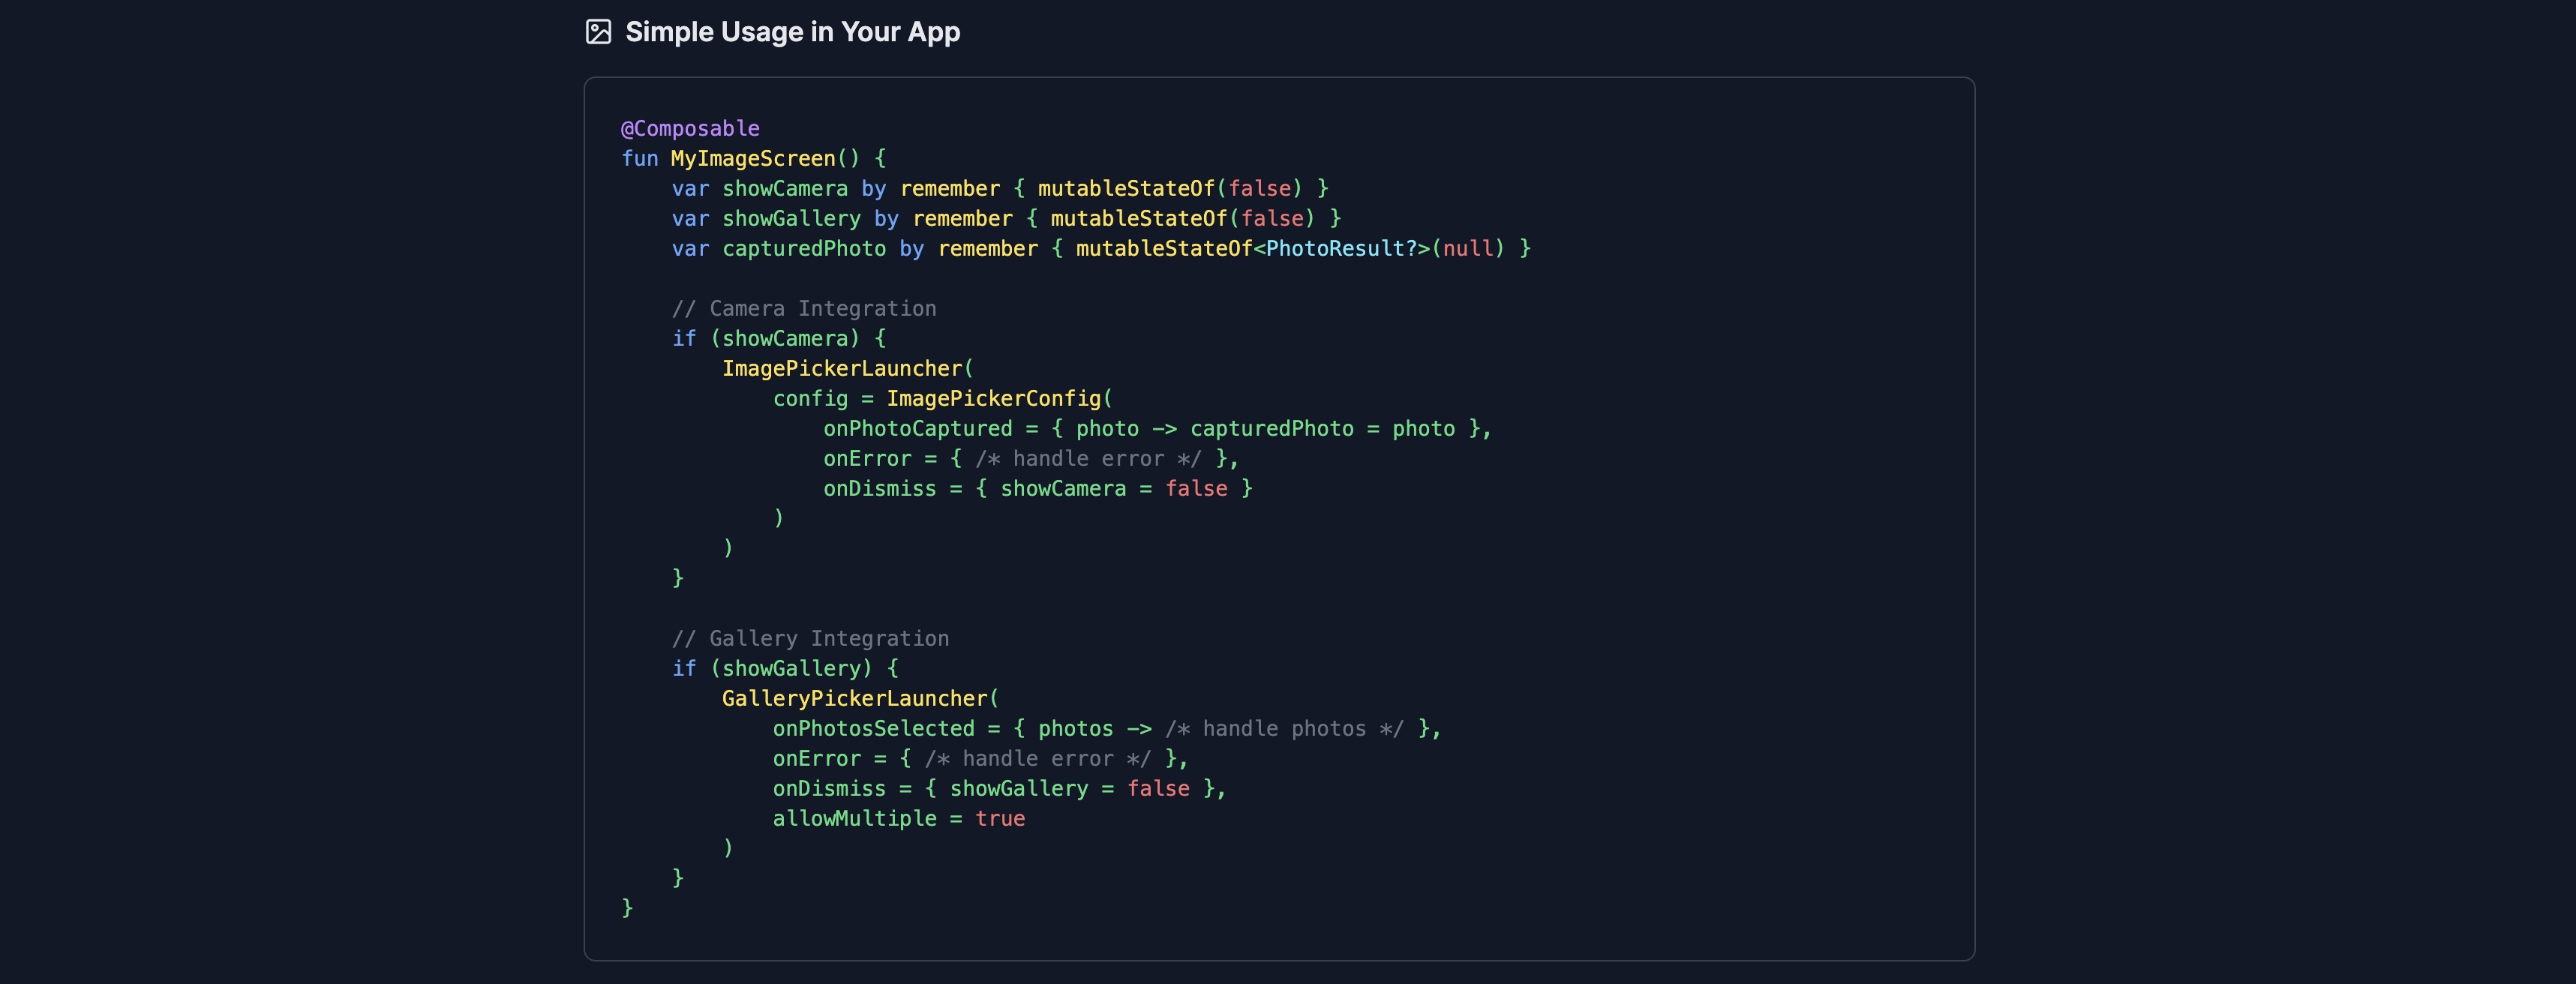 Simple Usage in Your App
@Composable
fun MyImageScreen() {
    var showCamera by remember { mutableStateOf(false) }
    var showGallery by remember { mutableStateOf(false) }
    var capturedPhoto by remember { mutableStateOf<PhotoResult?>(null) }

    // Camera Integration
    if (showCamera) {
        ImagePickerLauncher(
            config = ImagePickerConfig(
                onPhotoCaptured = { photo -> capturedPhoto = photo },
                onError = { /* handle error */ },
                onDismiss = { showCamera = false }
            )
        )
    }

    // Gallery Integration
    if (showGallery) {
        GalleryPickerLauncher(
            onPhotosSelected = { photos -> /* handle photos */ },
            onError = { /* handle error */ },
            onDismiss = { showGallery = false },
            allowMultiple = true
        )
    }
}